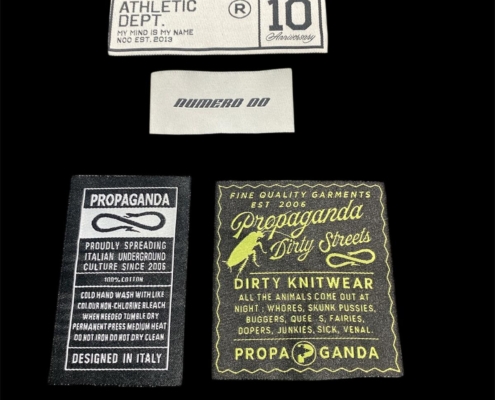 ATHLETIC
DEPT.
MY MIND IS MY NAME
NOO EST. 2013
®
10
Anniversary
NUMERO 00
PROPAGANDA
PROUDLY SPREADING
ITALIAN UNDERGROUND
CULTURE SINCE 2006
100% COTTON
COLD HAND WASH WITH LIKE
COLOUR NON-CHLORINE BLEACH
WHEN NEEDED TUMBLE DRY
PERMANENT PRESS MEDIUM HEAT
DO NOT IRON DO NOT DRY CLEAN
DESIGNED IN ITALY
FINE QUALITY GARMENTS
EST 2006
Propaganda
Dirty Streets
DIRTY KNITWEAR
ALL THE ANIMALS COME OUT AT
NIGHT : WHORES, SKUNK PUSSIES,
BUGGERS, QUEE S, FAIRIES,
DOPERS, JUNKIES, SICK, VENAL.
PROPA GANDA